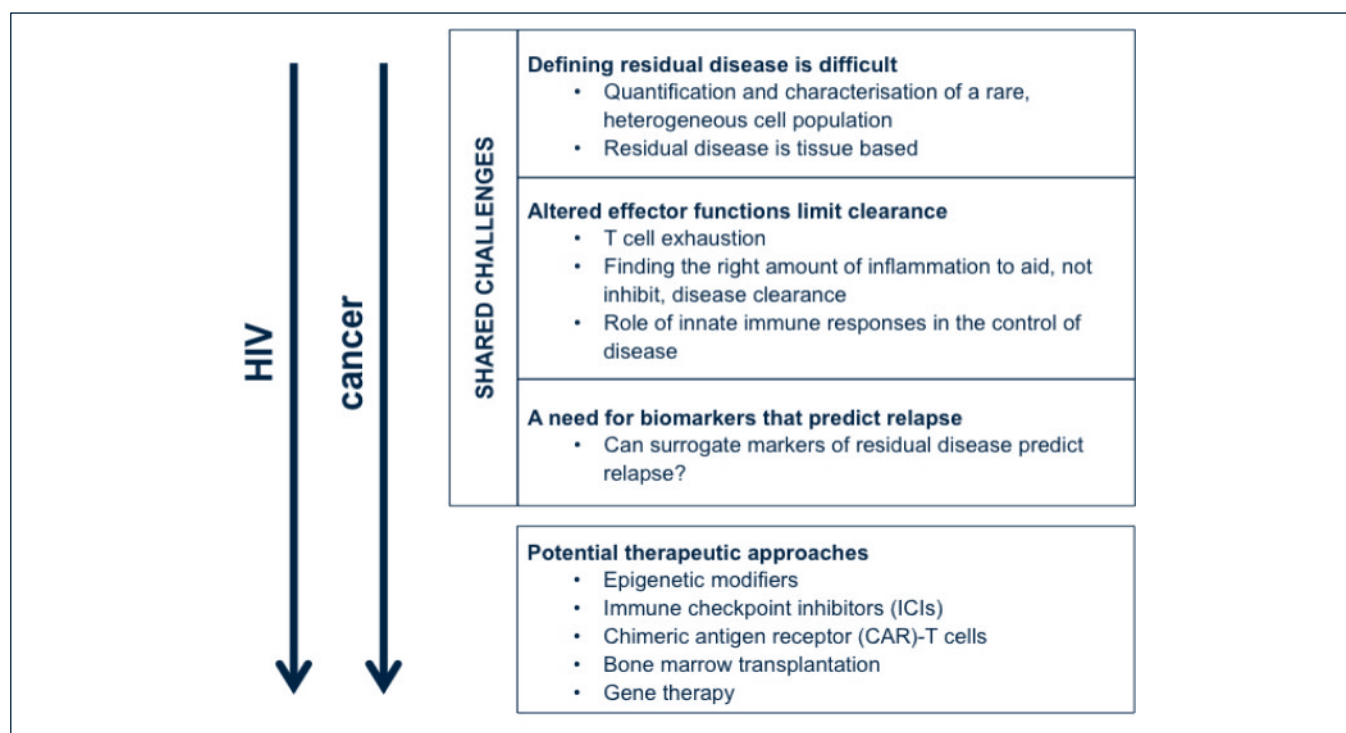 HIV
cancer
SHARED CHALLENGES
Defining residual disease is difficult
• Quantification and characterisation of a rare,
heterogeneous cell population
• Residual disease is tissue based
Altered effector functions limit clearance
• T cell exhaustion
• Finding the right amount of inflammation to aid, not
inhibit, disease clearance
• Role of innate immune responses in the control of
disease
A need for biomarkers that predict relapse
• Can surrogate markers of residual disease predict
relapse?
Potential therapeutic approaches
• Epigenetic modifiers
• Immune checkpoint inhibitors (ICIs)
• Chimeric antigen receptor (CAR)-T cells
• Bone marrow transplantation
• Gene therapy